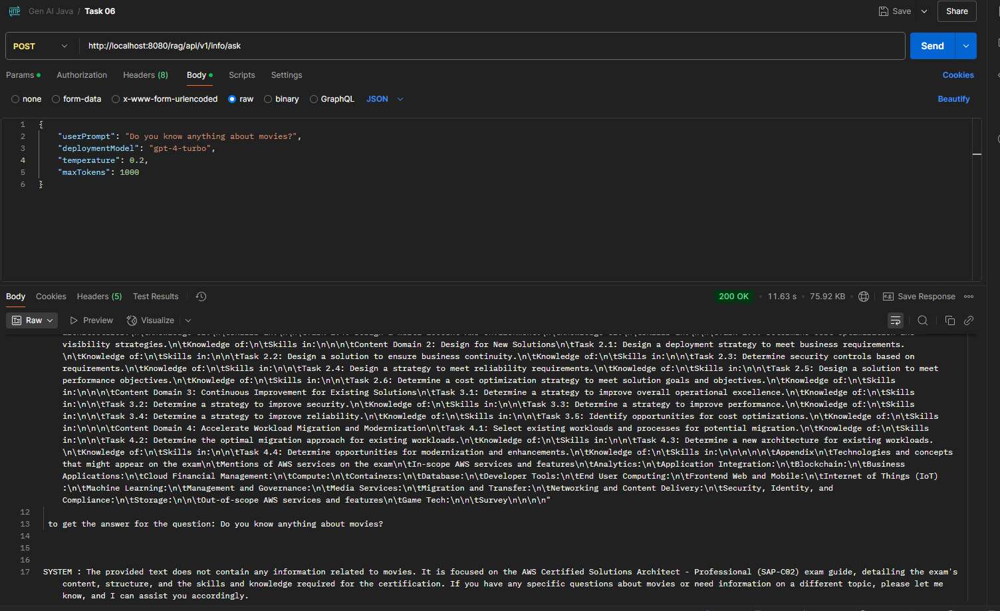 HTTP Gen AI Java / Task 06 Save Share
POST http://localhost:8080/rag/api/v1/info/ask Send
Params Authorization Headers (8) Body Scripts Settings Cookies
none form-data x-www-form-urlencoded raw binary GraphQL JSON Beautify
1 {
2 "userPrompt": "Do you know anything about movies?",
3 "deploymentModel": "gpt-4-turbo",
4 "temperature": 0.2,
5 "maxTokens": 1000
6 }
Body Cookies Headers (5) Test Results 200 OK 11.63 s 75.92 KB e.g. Save Response
Raw Preview Visualize
visibility strategies.\n\tKnowledge of:\n\tSkills in:\n\n\n\tContent Domain 2: Design for New Solutions\n\tTask 2.1: Design a deployment strategy to meet business requirements.
\n\tKnowledge of:\n\tSkills in:\n\n\tTask 2.2: Design a solution to ensure business continuity.\n\tKnowledge of:\n\tSkills in:\n\n\tTask 2.3: Determine security controls based on
requirements.\n\tKnowledge of:\n\tSkills in:\n\n\tTask 2.4: Design a strategy to meet reliability requirements.\n\tKnowledge of:\n\tSkills in:\n\n\tTask 2.5: Design a solution to meet
performance objectives.\n\tKnowledge of:\n\tSkills in:\n\n\tTask 2.6: Determine a cost optimization strategy to meet solution goals and objectives.\n\tKnowledge of:\n\tSkills
in:\n\n\n\tContent Domain 3: Continuous Improvement for Existing Solutions\n\tTask 3.1: Determine a strategy to improve overall operational excellence.\n\tKnowledge of:\n\tSkills
in:\n\n\tTask 3.2: Determine a strategy to improve security.\n\tKnowledge of:\n\tSkills in:\n\n\tTask 3.3: Determine a strategy to improve performance.\n\tKnowledge of:\n\tSkills
in:\n\n\tTask 3.4: Determine a strategy to improve reliability.\n\tKnowledge of:\n\tSkills in:\n\n\tTask 3.5: Identify opportunities for cost optimizations.\n\tKnowledge of:\n\tSkills
in:\n\n\n\tContent Domain 4: Accelerate Workload Migration and Modernization\n\tTask 4.1: Select existing workloads and processes for potential migration.\n\tKnowledge of:\n\tSkills
in:\n\n\tTask 4.2: Determine the optimal migration approach for existing workloads.\n\tKnowledge of:\n\tSkills in:\n\n\tTask 4.3: Determine a new architecture for existing workloads.
\n\tKnowledge of:\n\tSkills in:\n\n\tTask 4.4: Determine opportunities for modernization and enhancements.\n\tKnowledge of:\n\tSkills in:\n\n\n\n\n\tAppendix\n\tTechnologies and concepts
that might appear on the exam\n\tMentions of AWS services on the exam\n\tIn-scope AWS services and features\n\tAnalytics:\n\tApplication Integration:\n\tBlockchain:\n\tBusiness
Applications:\n\tCloud Financial Management:\n\tCompute:\n\tContainers:\n\tDatabase:\n\tDeveloper Tools:\n\tEnd User Computing:\n\tFrontend Web and Mobile:\n\tInternet of Things (IoT)
:\n\tMachine Learning:\n\tManagement and Governance:\n\tMedia Services:\n\tMigration and Transfer:\n\tNetworking and Content Delivery:\n\tSecurity, Identity, and
Compliance:\n\tStorage:\n\n\tOut-of-scope AWS services and features\n\tGame Tech:\n\n\tSurvey\n\n\n\n"
12
13 to get the answer for the question: Do you know anything about movies?
14
15
16
17 SYSTEM : The provided text does not contain any information related to movies. It is focused on the AWS Certified Solutions Architect - Professional (SAP-C02) exam guide, detailing the exam's
content, structure, and the skills and knowledge required for the certification. If you have any specific questions about movies or need information on a different topic, please let me
know, and I can assist you accordingly.